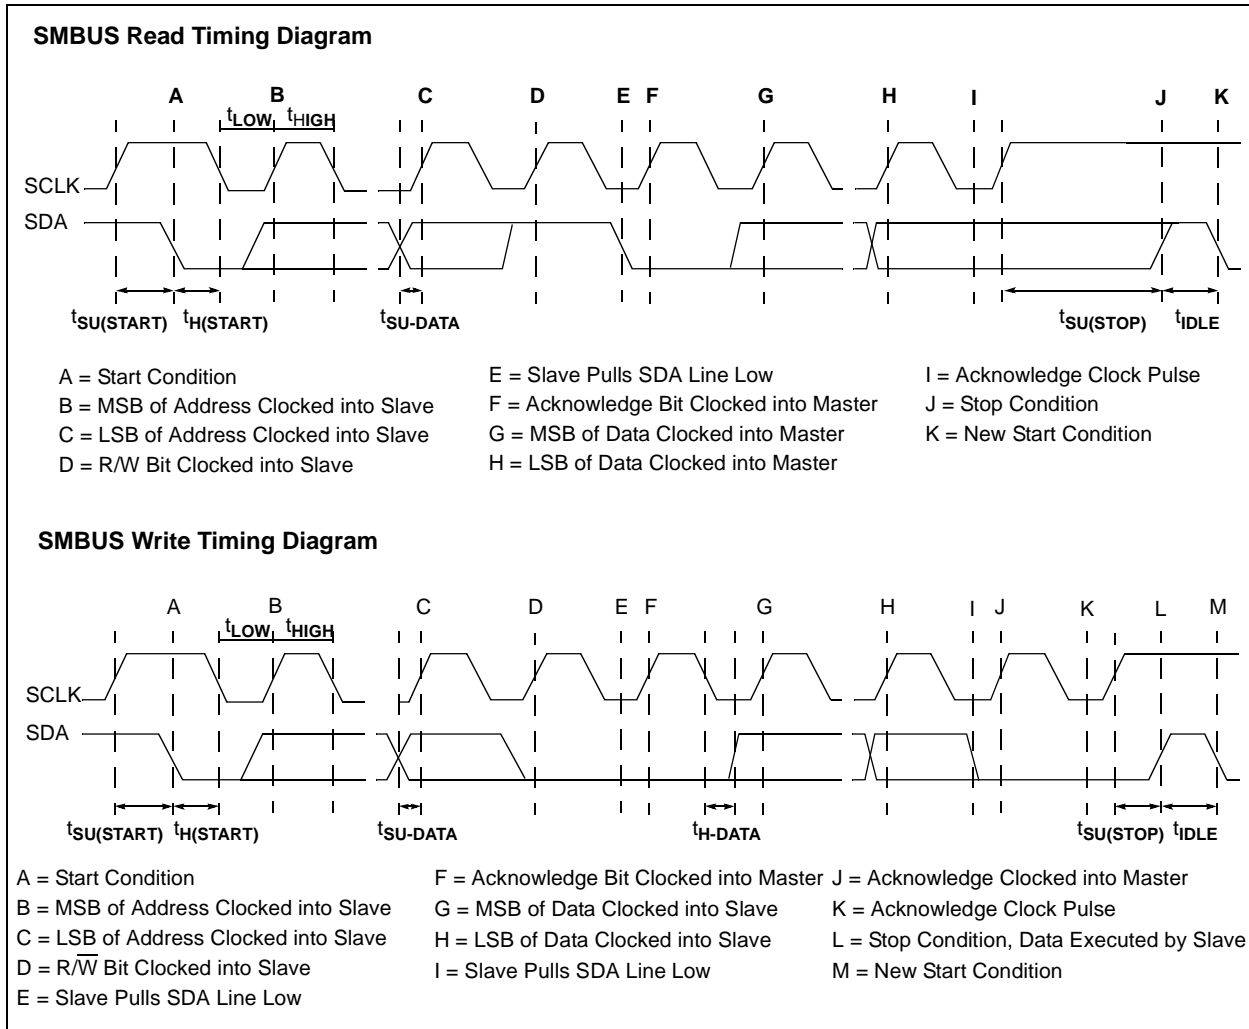 SMBUS Read Timing Diagram
A B C D E F G H I J K
tLOW tHIGH
SCLK
SDA
tSU(START) tH(START) tSU-DATA tSU(STOP) tIDLE
A = Start Condition
B = MSB of Address Clocked into Slave
C = LSB of Address Clocked into Slave
D = R/W Bit Clocked into Slave
E = Slave Pulls SDA Line Low
F = Acknowledge Bit Clocked into Master
G = MSB of Data Clocked into Master
H = LSB of Data Clocked into Master
I = Acknowledge Clock Pulse
J = Stop Condition
K = New Start Condition
SMBUS Write Timing Diagram
A B C D E F G H I J K L M
tLOW tHIGH
SCLK
SDA
tSU(START) tH(START) tSU-DATA tH-DATA tSU(STOP) tIDLE
A = Start Condition
B = MSB of Address Clocked into Slave
C = LSB of Address Clocked into Slave
D = R/W̅ Bit Clocked into Slave
E = Slave Pulls SDA Line Low
F = Acknowledge Bit Clocked into Master
G = MSB of Data Clocked into Slave
H = LSB of Data Clocked into Slave
I = Slave Pulls SDA Line Low
J = Acknowledge Clocked into Master
K = Acknowledge Clock Pulse
L = Stop Condition, Data Executed by Slave
M = New Start Condition